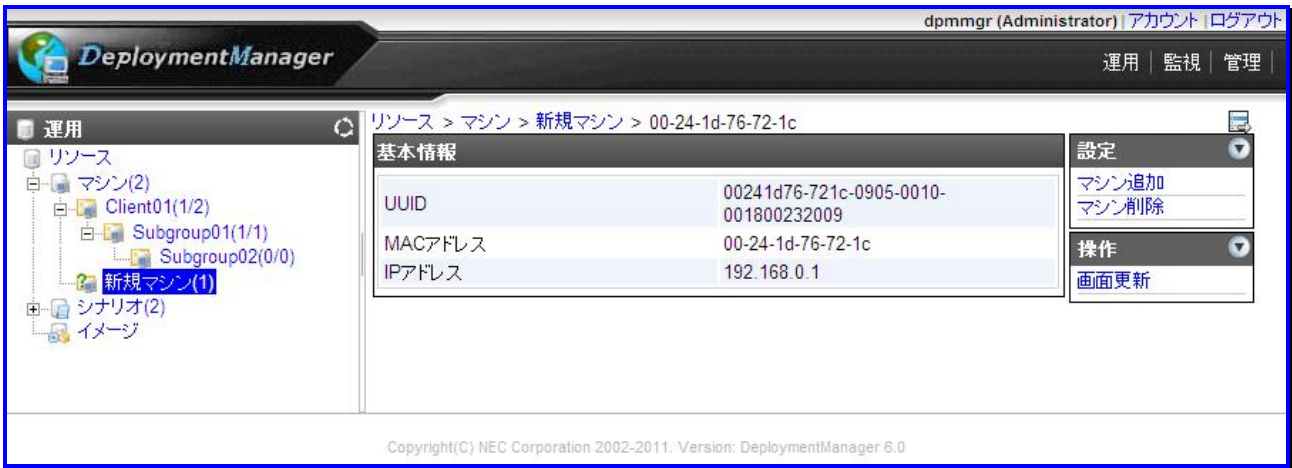 dpmmgr (Administrator) | アカウント | ログアウト
DeploymentManager
運用 | 監視 | 管理 |
運用
リソース
マシン(2)
Client01(1/2)
Subgroup01(1/1)
Subgroup02(0/0)
新規マシン(1)
シナリオ(2)
イメージ
リソース > マシン > 新規マシン > 00-24-1d-76-72-1c
基本情報
UUID 00241d76-721c-0905-0010-
001800232009
MACアドレス 00-24-1d-76-72-1c
IPアドレス 192.168.0.1
設定
マシン追加
マシン削除
操作
画面更新
Copyright(C) NEC Corporation 2002-2011. Version: DeploymentManager 6.0